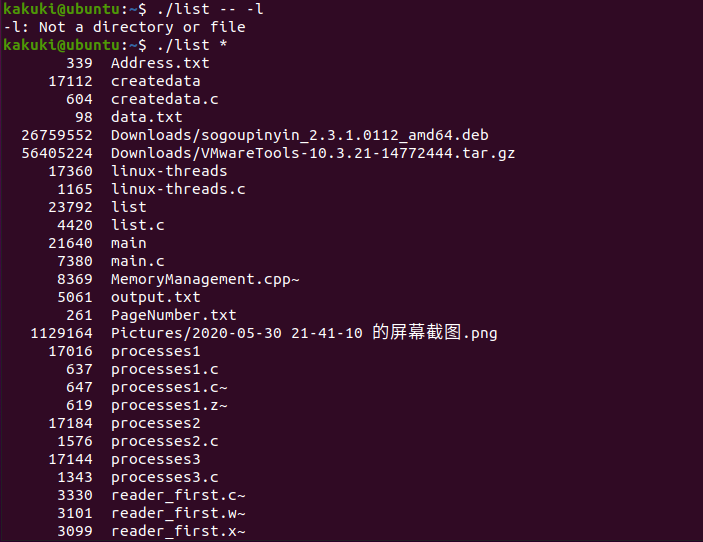 kakuki@ubuntu:~$ ./list -- -l
-l: Not a directory or file
kakuki@ubuntu:~$ ./list *
339 Address.txt
17112 createdata
604 createdata.c
98 data.txt
26759552 Downloads/sogoupinyin_2.3.1.0112_amd64.deb
56405224 Downloads/VMwareTools-10.3.21-14772444.tar.gz
17360 linux-threads
1165 linux-threads.c
23792 list
4420 list.c
21640 main
7380 main.c
8369 MemoryManagement.cpp~
5061 output.txt
261 PageNumber.txt
1129164 Pictures/2020-05-30 21-41-10 的屏幕截图.png
17016 processes1
637 processes1.c
647 processes1.c~
619 processes1.z~
17184 processes2
1576 processes2.c
17144 processes3
1343 processes3.c
3330 reader_first.c~
3101 reader_first.w~
3099 reader_first.x~